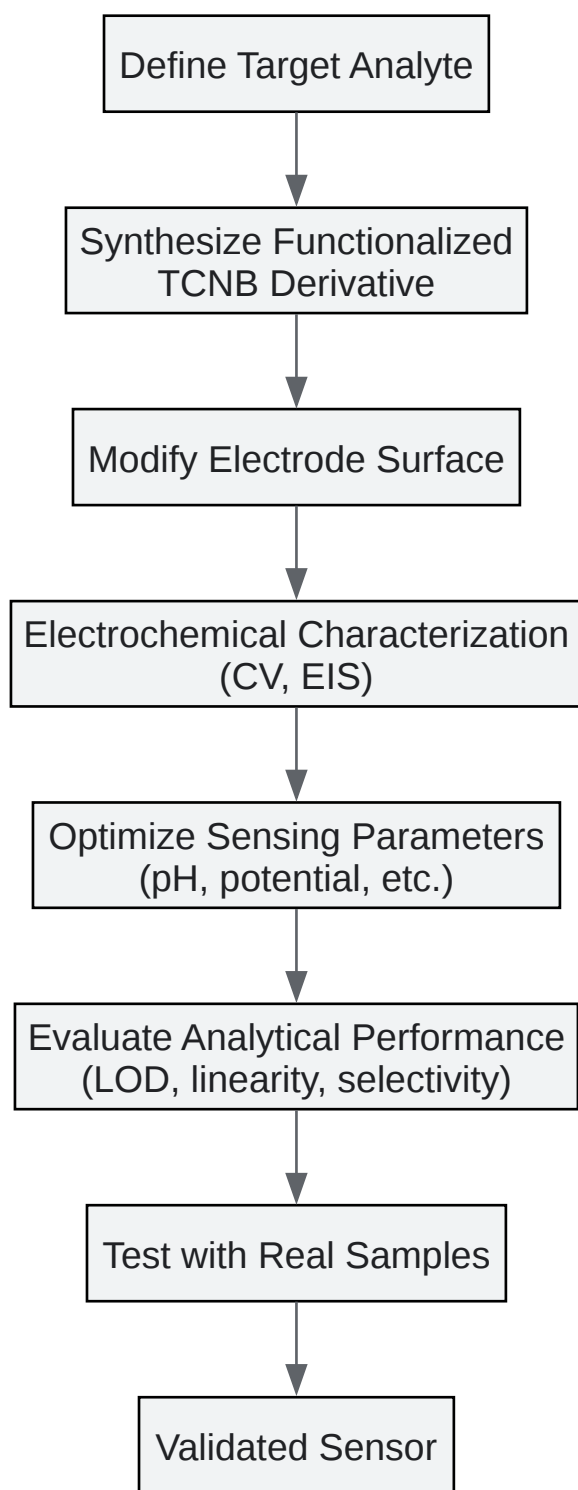 Define Target Analyte
Synthesize Functionalized
TCNB Derivative
Modify Electrode Surface
Electrochemical Characterization
(CV, EIS)
Optimize Sensing Parameters
(pH, potential, etc.)
Evaluate Analytical Performance
(LOD, linearity, selectivity)
Test with Real Samples
Validated Sensor